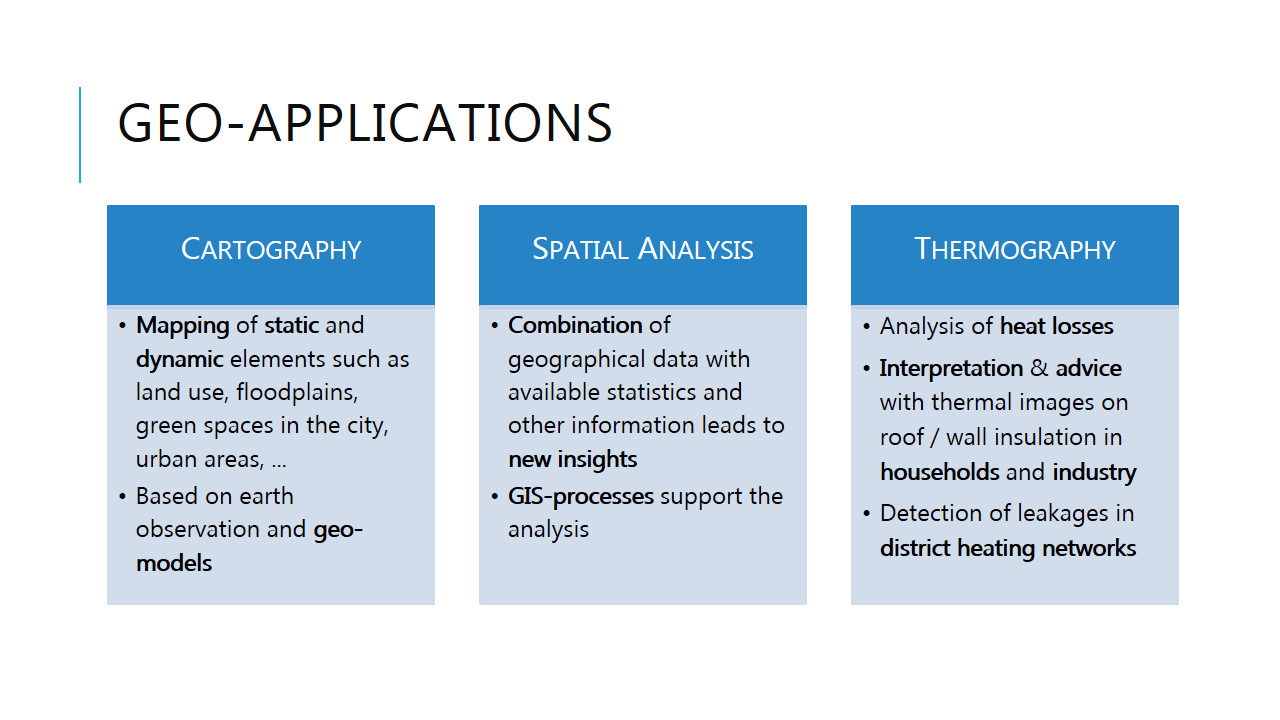 GEO-APPLICATIONS
CARTOGRAPHY
• Mapping of static and
dynamic elements such as
land use, floodplains,
green spaces in the city,
urban areas, ...
• Based on earth
observation and geo-
models
SPATIAL ANALYSIS
• Combination of
geographical data with
available statistics and
other information leads to
new insights
• GIS-processes support the
analysis
THERMOGRAPHY
• Analysis of heat losses
• Interpretation & advice
with thermal images on
roof / wall insulation in
households and industry
• Detection of leakages in
district heating networks